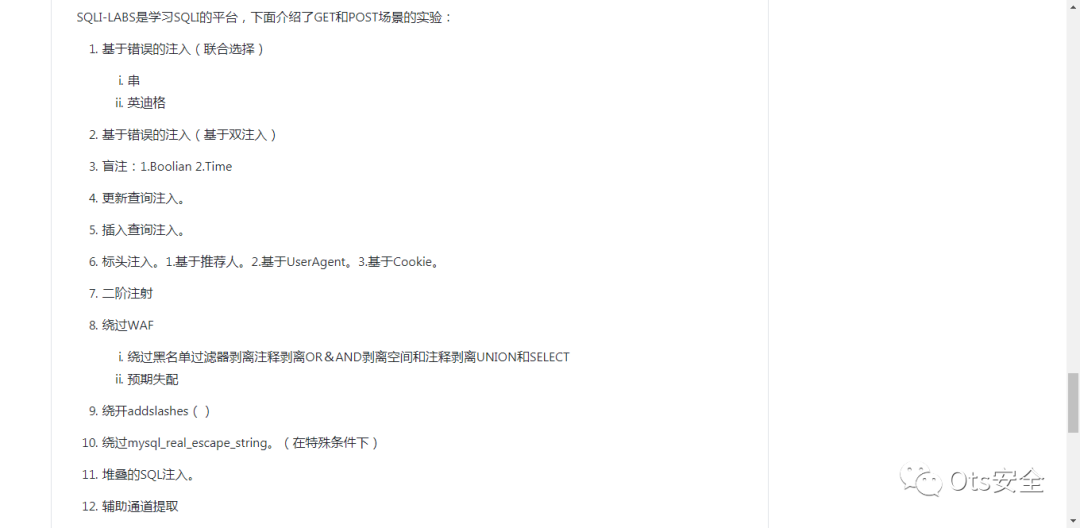 SQLI-LABS是学习SQLI的平台，下面介绍了GET和POST场景的实验：
1. 基于错误的注入（联合选择）
i. 串
ii. 英迪格
2. 基于错误的注入（基于双注入）
3. 盲注：1.Boolian 2.Time
4. 更新查询注入。
5. 插入查询注入。
6. 标头注入。1.基于推荐人。2.基于UserAgent。3.基于Cookie。
7. 二阶注射
8. 绕过WAF
i. 绕过黑名单过滤器剥离注释剥离OR＆AND剥离空间和注释剥离UNION和SELECT
ii. 预期失配
9. 绕开addslashes（ ）
10. 绕过mysql_real_escape_string。（在特殊条件下）
11. 堆叠的SQL注入。
12. 辅助通道提取
Ots安全